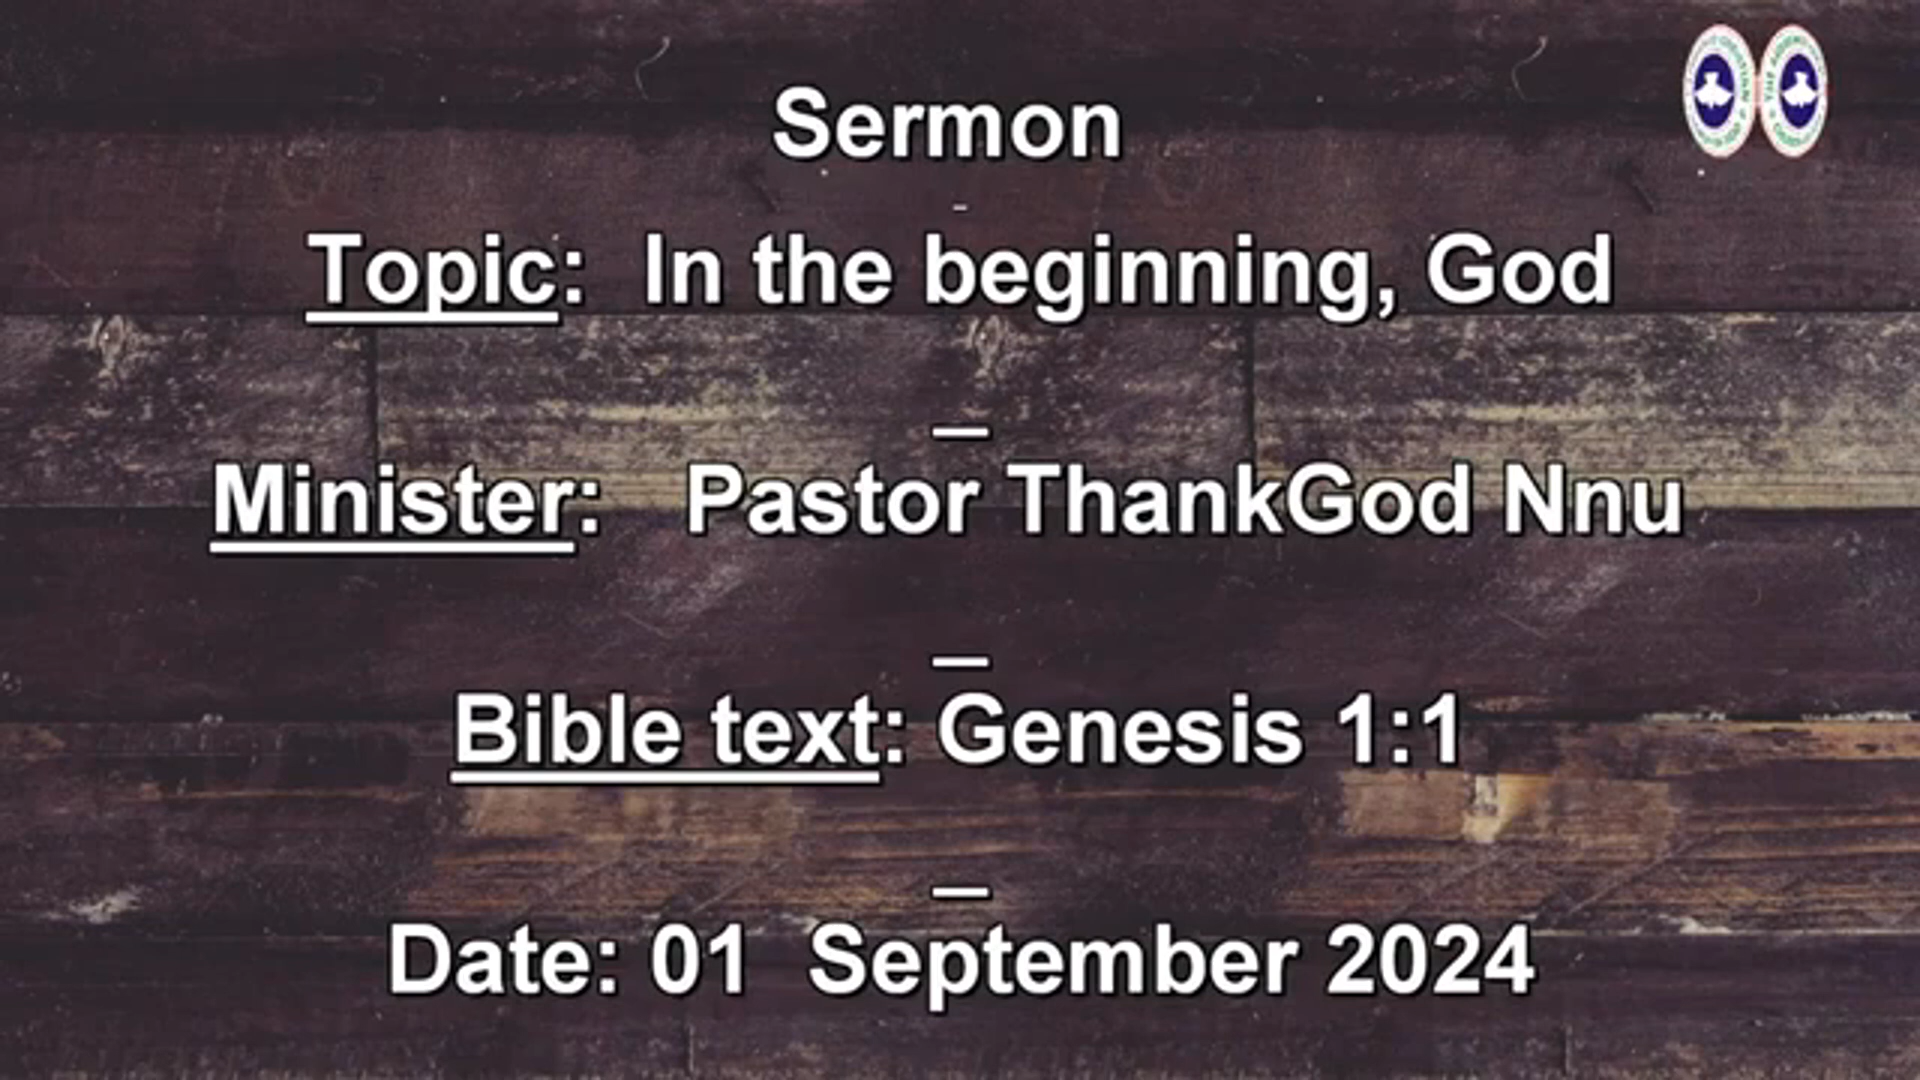 Sermon
-
Topic: In the beginning, God
_
Minister: Pastor ThankGod Nnu
_
Bible text: Genesis 1:1
_
Date: 01 September 2024